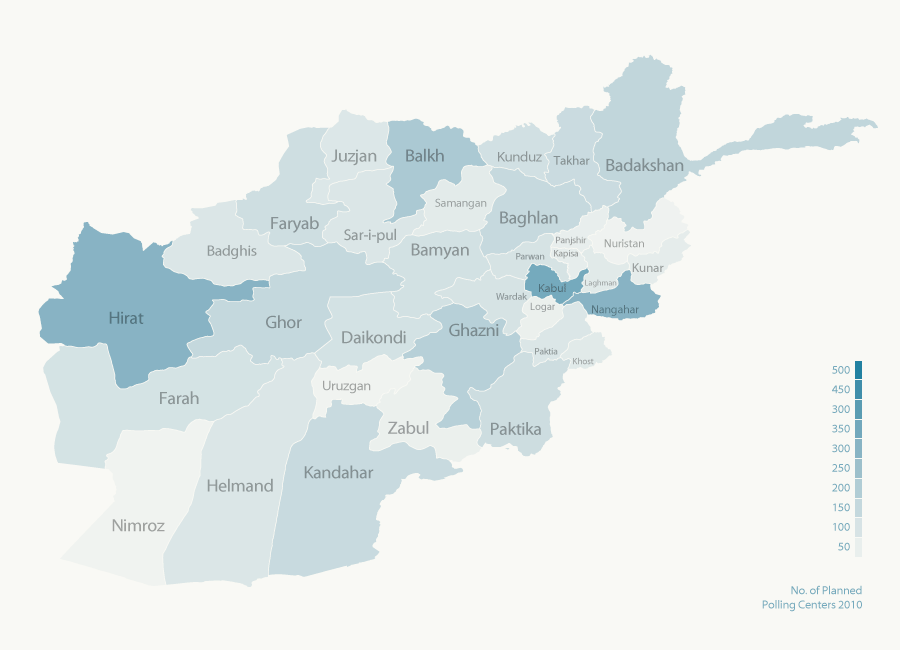 Juzjan
Balkh
Kunduz
Takhar
Badakshan
Samangan
Faryab
Baghlan
Sar-i-pul
Badghis
Bamyan
Panjshir
Nuristan
Parwan
Kapisa
Kunar
Laghman
Kabul
Wardak
Hirat
Logar
Nangahar
Ghor
Ghazni
Daikondi
Paktia
Khost
Uruzgan
Farah
Zabul
Paktika
Kandahar
Helmand
Nimroz
500
450
300
350
300
250
200
150
100
50
No. of Planned
Polling Centers 2010